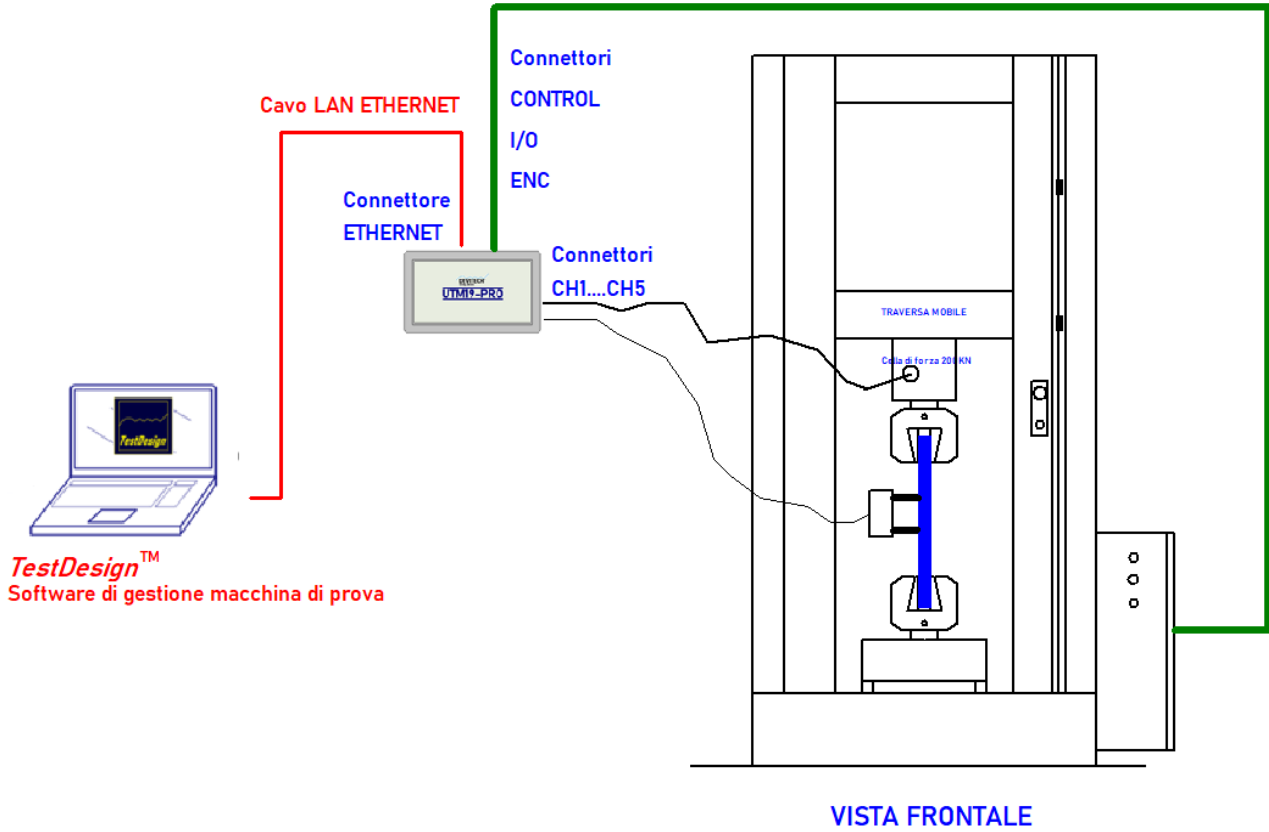 Connettori
CONTROL
I/O
ENC
Cavo LAN ETHERNET
Connettore
ETHERNET
Connettori
CH1....CH5
UTM19-PRO
TRAVERSA MOBILE
Cella di forza 200 KN
TestDesign
TestDesign™
Software di gestione macchina di prova
VISTA FRONTALE